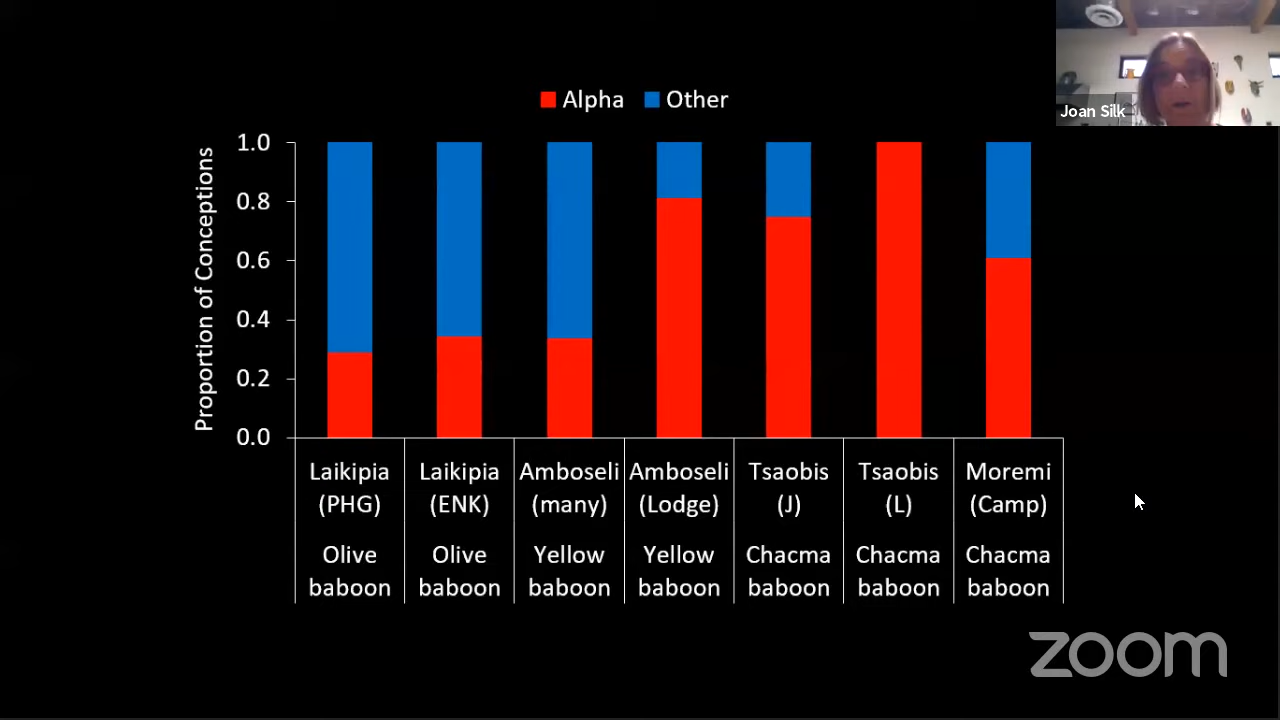 Joan Silk
Alpha
Other
Proportion of Conceptions
1.0
0.8
0.6
0.4
0.2
0.0
Laikipia
(PHG)
Laikipia
(ENK)
Amboseli
(many)
Amboseli
(Lodge)
Tsaobis
(J)
Tsaobis
(L)
Moremi
(Camp)
Olive
baboon
Olive
baboon
Yellow
baboon
Yellow
baboon
Chacma
baboon
Chacma
baboon
Chacma
baboon
zoom